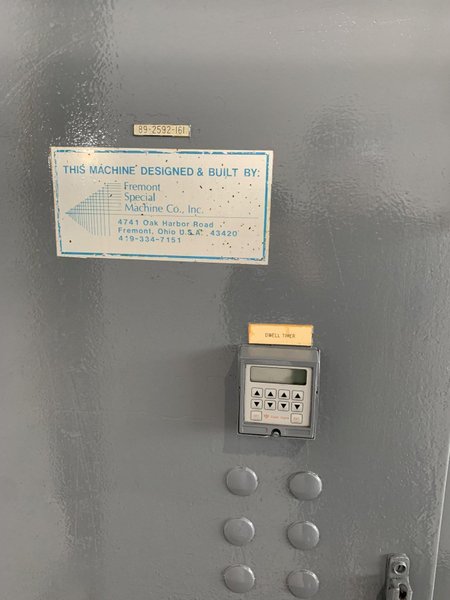 89-2592-161
THIS MACHINE DESIGNED & BUILT BY:
Fremont
Special
Machine Co., Inc.
4741 Oak Harbor Road
Fremont, Ohio U.S.A. 43420
419-334-7151
DWELL TIMER